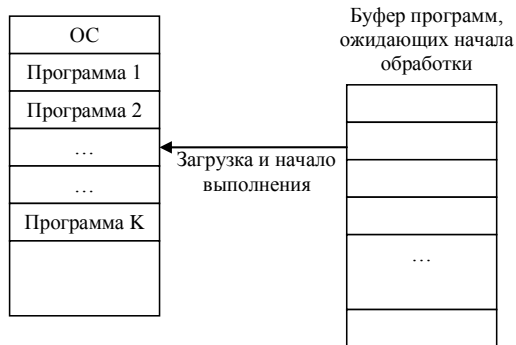 ОС
Программа 1
Программа 2
…
…
Программа K
Загрузка и начало
выполнения
Буфер программ,
ожидающих начала
обработки
…